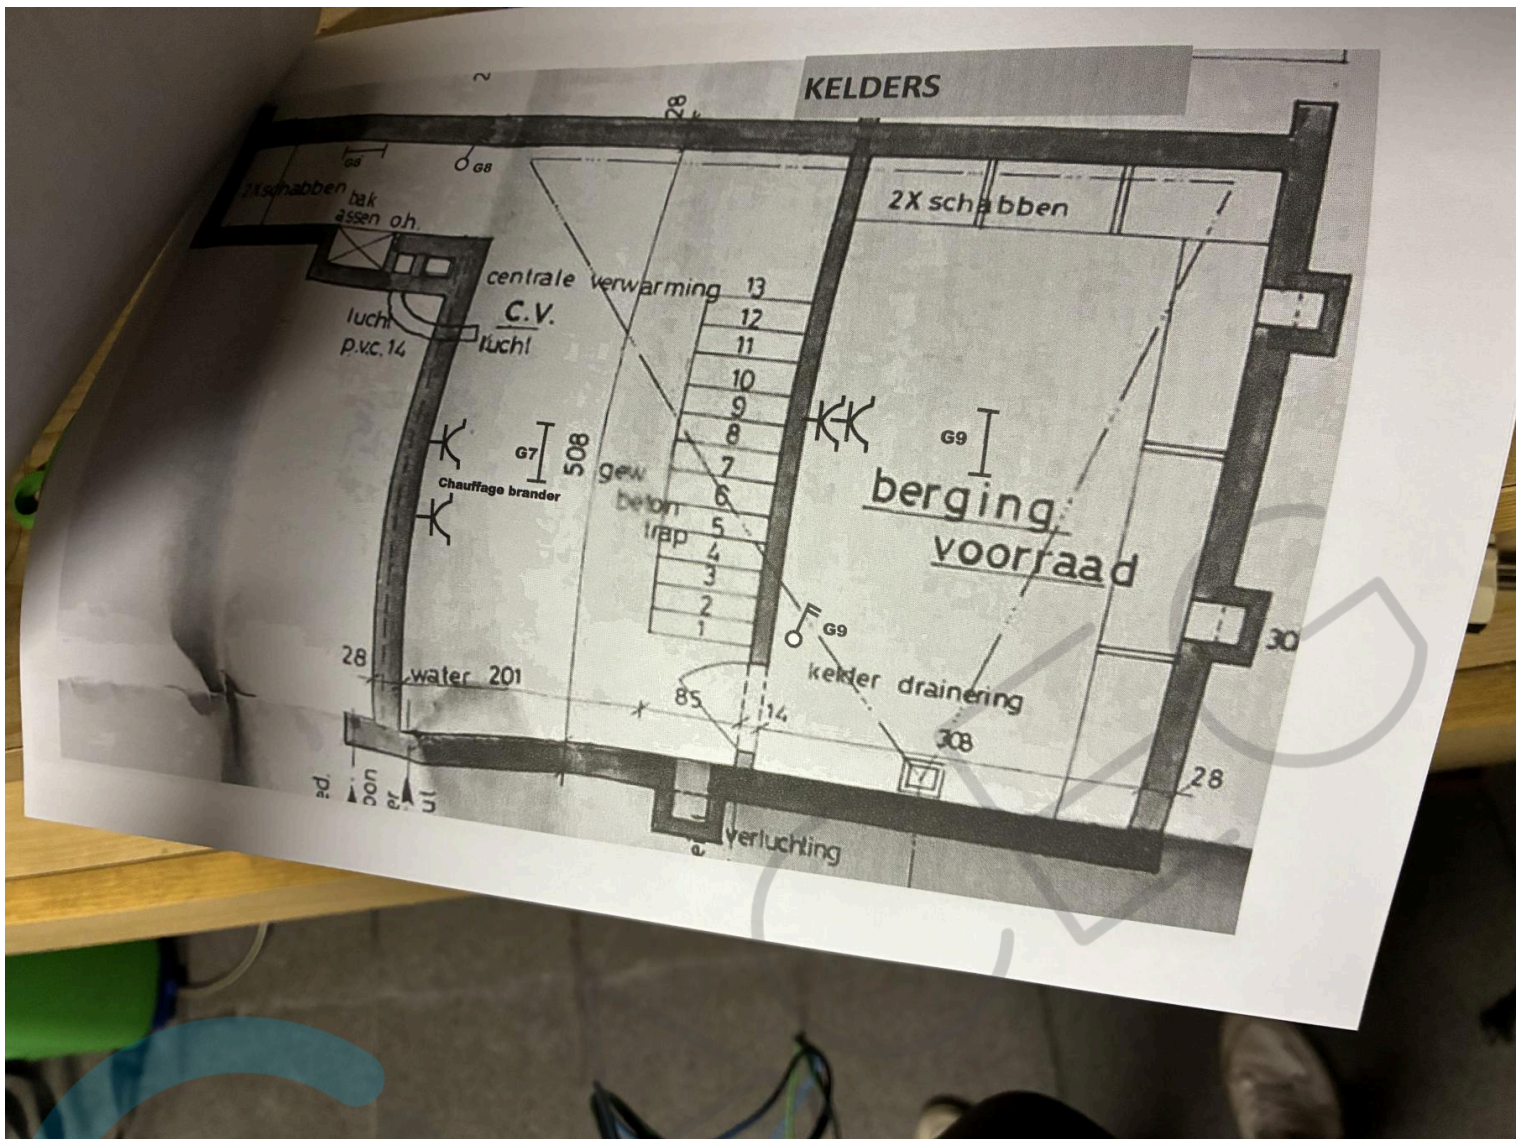 KELDERS
2
28
G8
G8
2X schabben
bak
assen o.h.
2X schabben
centrale verwarming
C.V.
lucht
p.v.c. 14
lucht
13
12
11
10
9
8
7
6
5
4
3
2
1
G7
Chauffage brander
508
gew.
beton
trap
G9
berging
voorraad
G9
kelder drainering
28
water 201
85
14
308
30
28
verluchting